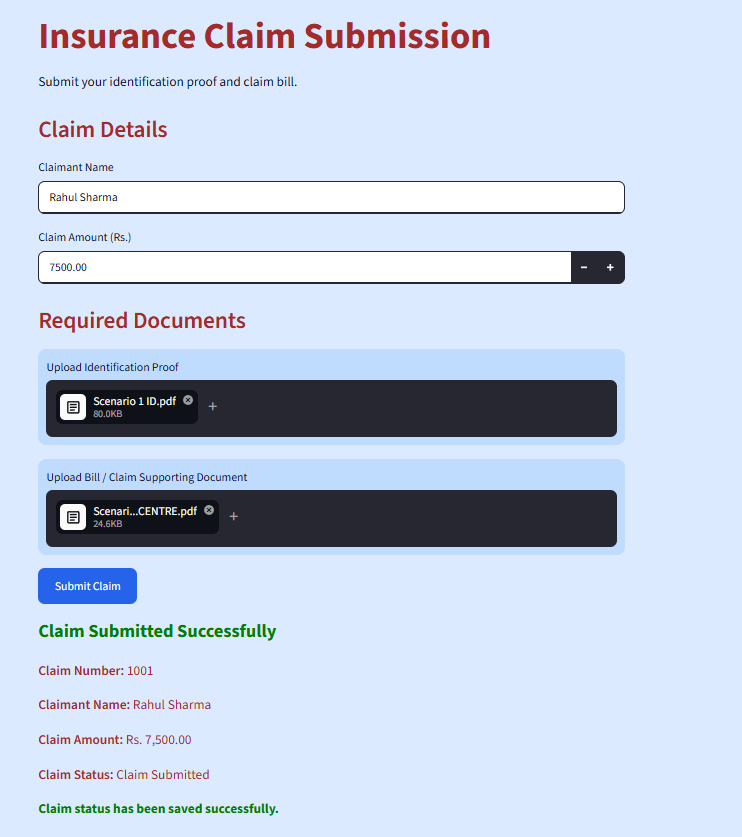 Insurance Claim Submission
Submit your identification proof and claim bill.
Claim Details
Claimant Name
Rahul Sharma
Claim Amount (Rs.)
7500.00
Required Documents
Upload Identification Proof
Scenario 1 ID.pdf
80.0KB
Upload Bill / Claim Supporting Document
Scenari...CENTRE.pdf
24.6KB
Submit Claim
Claim Submitted Successfully
Claim Number: 1001
Claimant Name: Rahul Sharma
Claim Amount: Rs. 7,500.00
Claim Status: Claim Submitted
Claim status has been saved successfully.